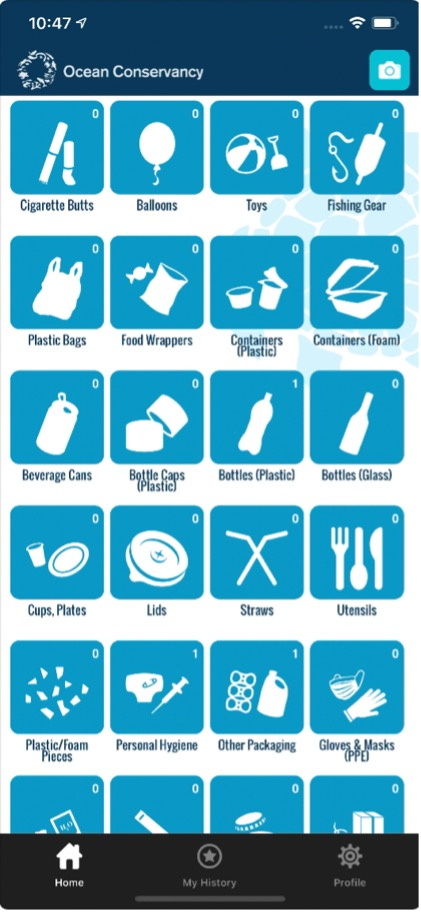 10:47
Ocean Conservancy
0 0 0 0
Cigarette Butts Balloons Toys Fishing Gear
0 0 0 0
Plastic Bags Food Wrappers Containers (Foam)
Containers
(Plastic)
0 0 1 0
Beverage Cans Bottles (Plastic) Bottles (Glass)
Bottle Caps
(Plastic)
0 0 0 0
Cups, Plates Lids Straws Utensils
0 1 1 0
Plastic/Foam
Pieces
Personal Hygiene Other Packaging
Gloves & Masks
(PPE)
0 0 0 0
H₂O
Home My History Profile